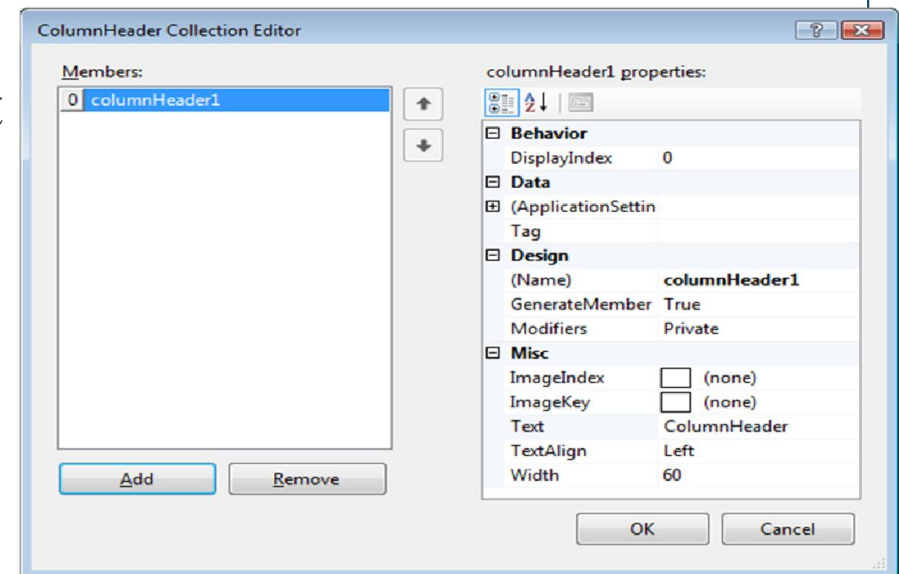 ColumnHeader Collection Editor
Members:
0 columnHeader1
Add
Remove
columnHeader1 properties:
Behavior
DisplayIndex 0
Data
(ApplicationSettin
Tag
Design
(Name) columnHeader1
GenerateMember True
Modifiers Private
Misc
ImageIndex (none)
ImageKey (none)
Text ColumnHeader
TextAlign Left
Width 60
OK
Cancel